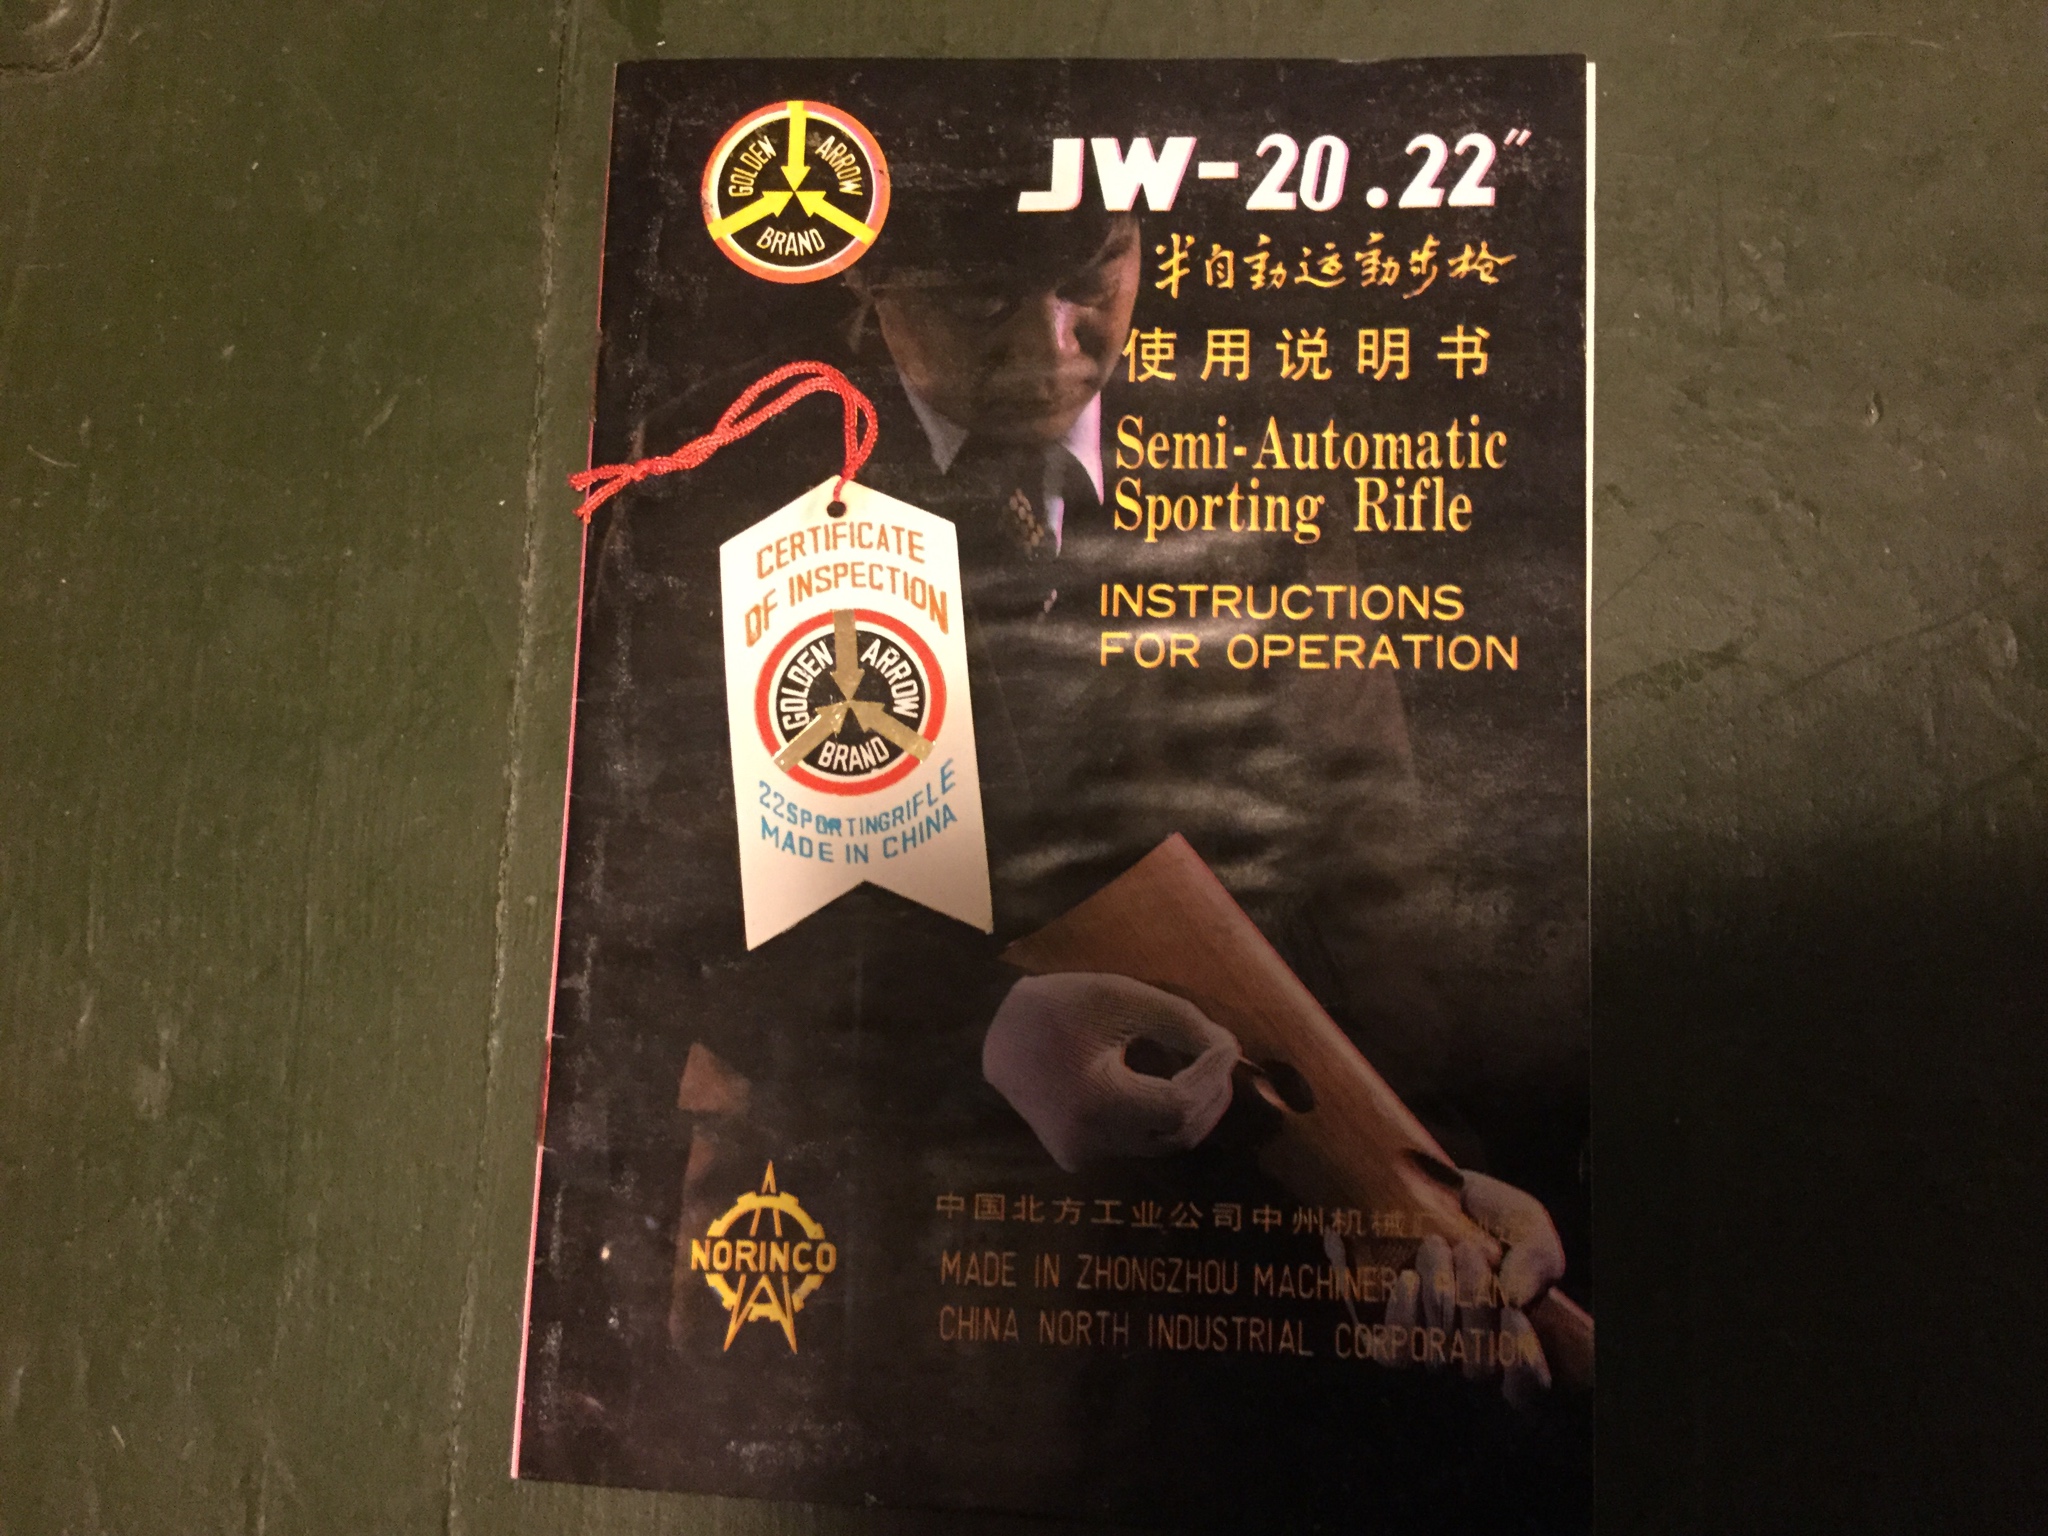 GOLDEN ARROW
BRAND
JW-20.22"
半自动运动步枪
使用说明书
Semi-Automatic
Sporting Rifle
INSTRUCTIONS
FOR OPERATION
CERTIFICATE
OF INSPECTION
GOLDEN ARROW
BRAND
22SPORTINGRIFLE
MADE IN CHINA
NORINCO
中国北方工业公司中州机械厂
MADE IN ZHONGZHOU MACHINERY PLANT
CHINA NORTH INDUSTRIAL CORPORATION